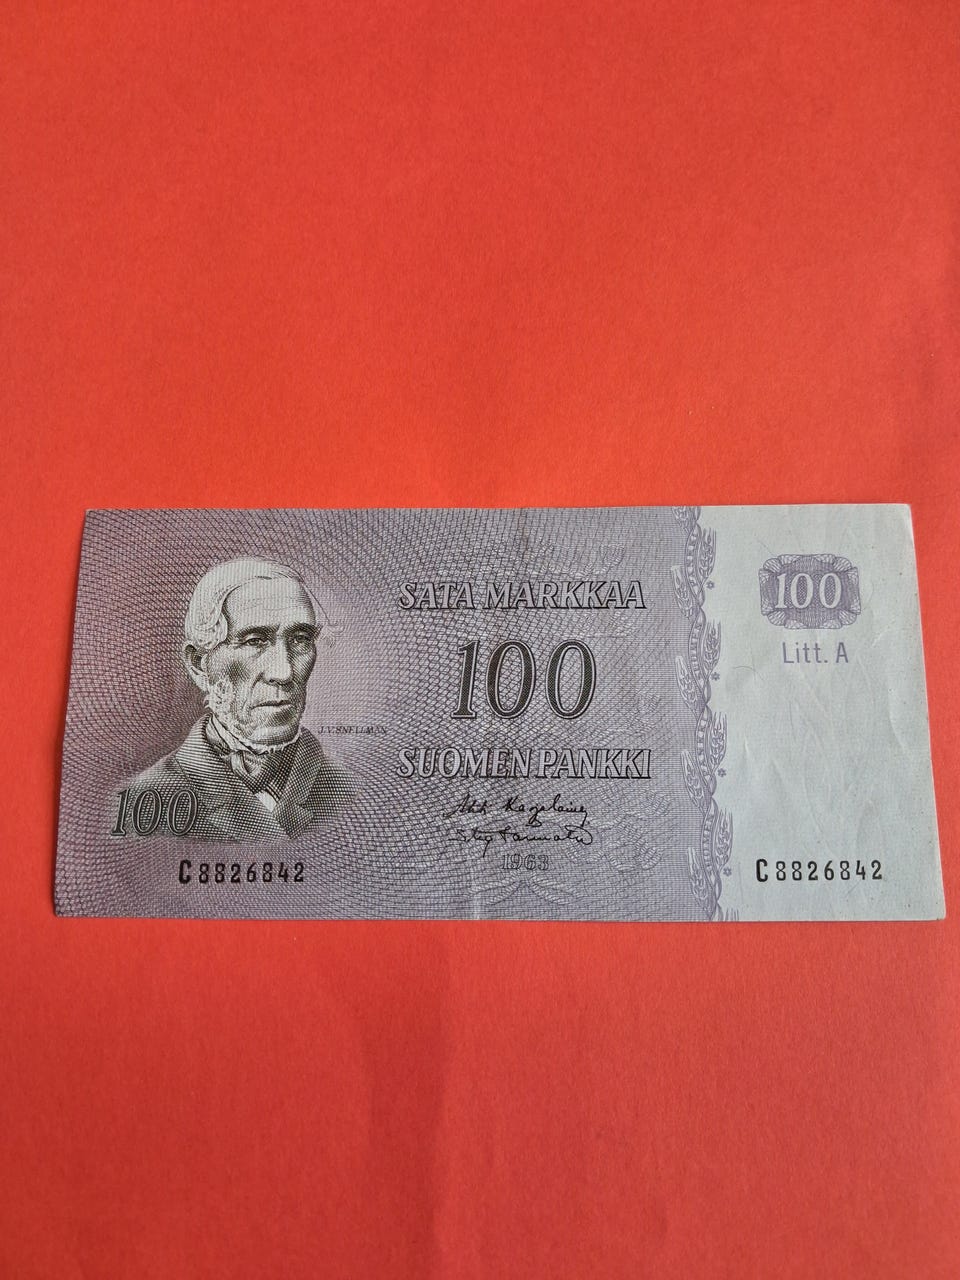 SATA MARKKAA
100
Litt. A
100
J.V.SNELLMAN
SUOMEN PANKKI
100
1963
C8826842
C8826842